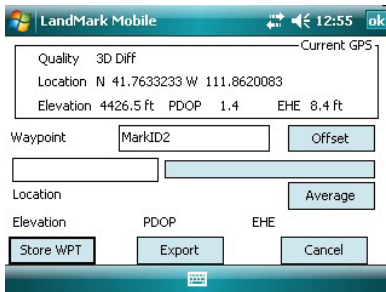 LandMark Mobile 12:55 ok
Current GPS
Quality 3D Diff
Location N 41.7633233 W 111.8620083
Elevation 4426.5 ft PDOP 1.4 EHE 8.4 ft
Waypoint MarkID2 Offset
Location Average
Elevation PDOP EHE
Store WPT Export Cancel